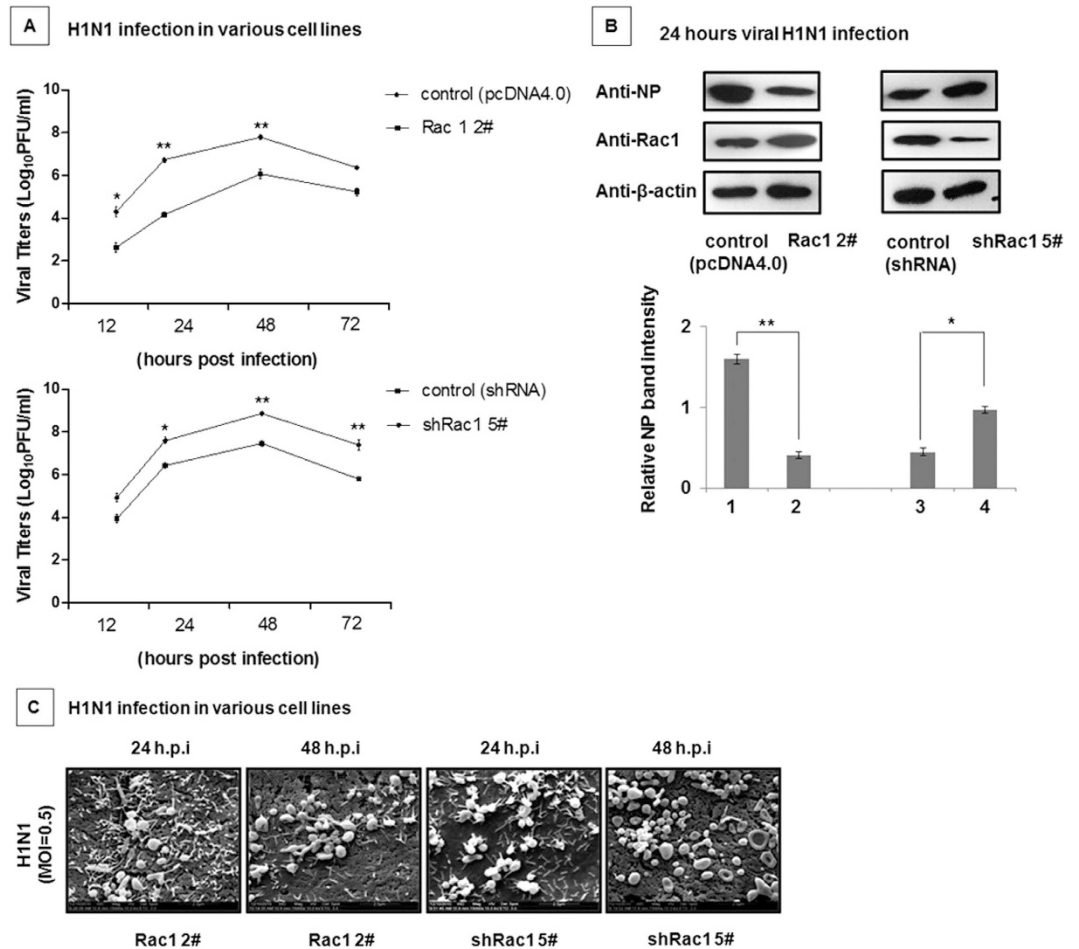 A H1N1 infection in various cell lines
10
8
6
4
2
0
Viral Titers (Log₁₀PFU/ml)
*
**
**
control (pcDNA4.0)
Rac 1 2#
12 24 48 72
(hours post infection)
10
8
6
4
2
0
Viral Titers (Log₁₀PFU/ml)
*
**
**
control (shRNA)
shRac1 5#
12 24 48 72
(hours post infection)
B 24 hours viral H1N1 infection
Anti-NP
Anti-Rac1
Anti-β-actin
control Rac1 2# control shRac1 5#
(pcDNA4.0) (shRNA)
Relative NP band intensity
2
1
0
** *
1 2 3 4
C H1N1 infection in various cell lines
24 h.p.i 48 h.p.i 24 h.p.i 48 h.p.i
H1N1
(MOI=0.5)
Rac1 2# Rac1 2# shRac1 5# shRac1 5#